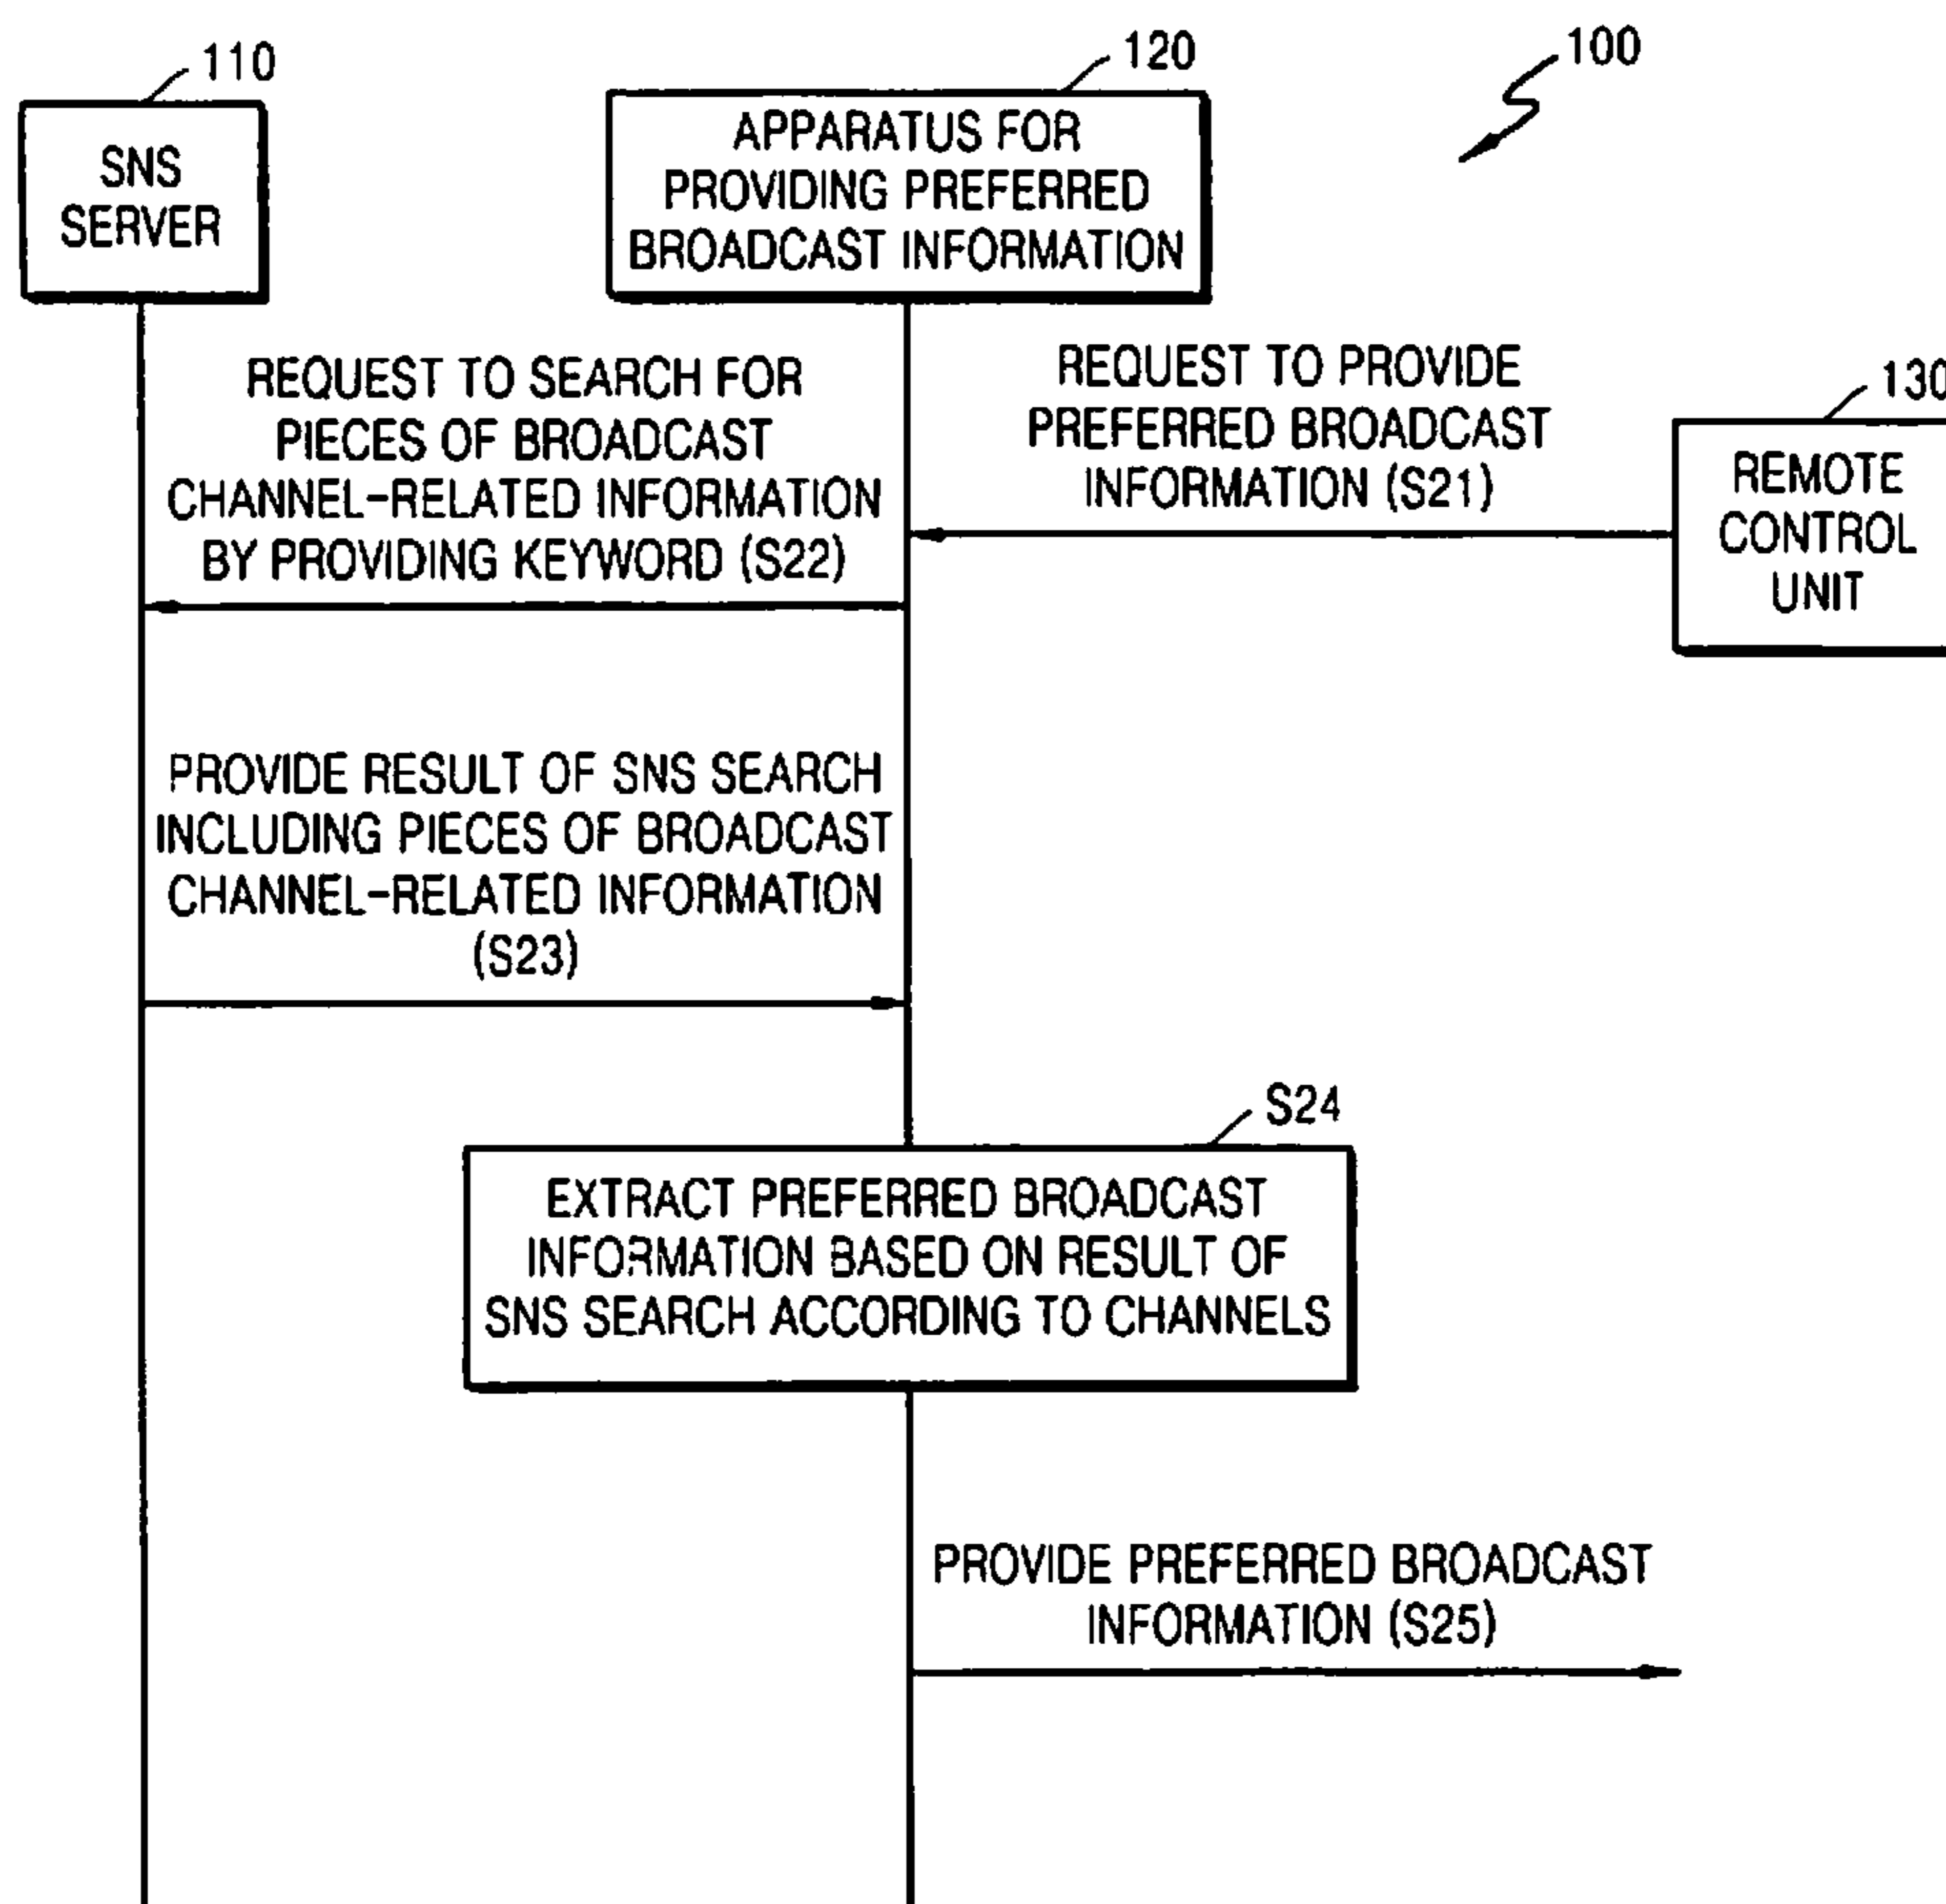 110
120
100
SNS
SERVER
APPARATUS FOR
PROVIDING PREFERRED
BROADCAST INFORMATION
REQUEST TO SEARCH FOR
PIECES OF BROADCAST
CHANNEL-RELATED INFORMATION
BY PROVIDING KEYWORD (S22)
REQUEST TO PROVIDE
PREFERRED BROADCAST
INFORMATION (S21)
130
REMOTE
CONTROL
UNIT
PROVIDE RESULT OF SNS SEARCH
INCLUDING PIECES OF BROADCAST
CHANNEL-RELATED INFORMATION
(S23)
S24
EXTRACT PREFERRED BROADCAST
INFORMATION BASED ON RESULT OF
SNS SEARCH ACCORDING TO CHANNELS
PROVIDE PREFERRED BROADCAST
INFORMATION (S25)